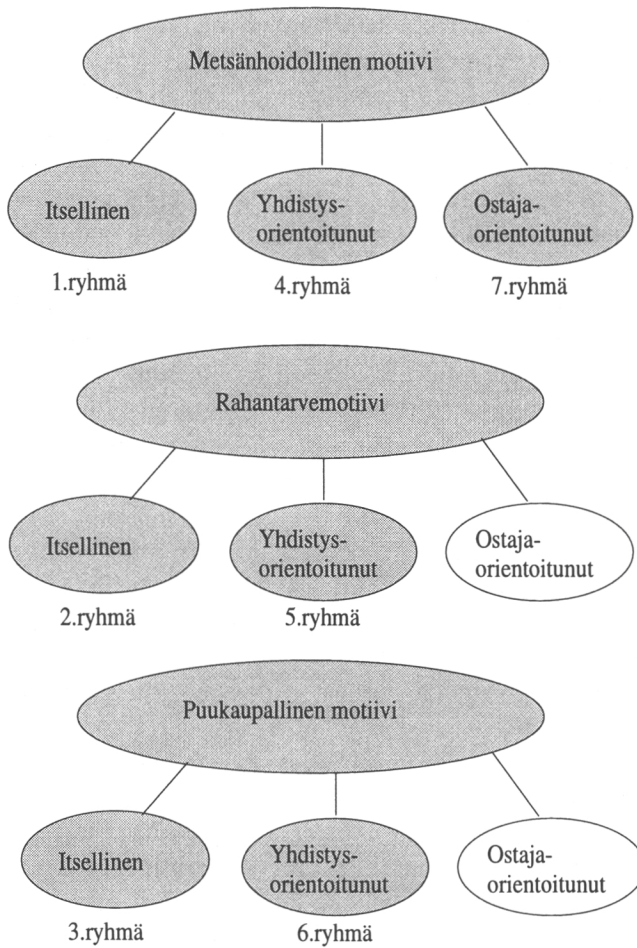 Metsänhoidollinen motiivi
Itsellinen
Yhdistys-
orientoitunut
Ostaja-
orientoitunut
1.ryhmä
4.ryhmä
7.ryhmä
Rahantarvemotiivi
Itsellinen
Yhdistys-
orientoitunut
Ostaja-
orientoitunut
2.ryhmä
5.ryhmä
Puukaupallinen motiivi
Itsellinen
Yhdistys-
orientoitunut
Ostaja-
orientoitunut
3.ryhmä
6.ryhmä